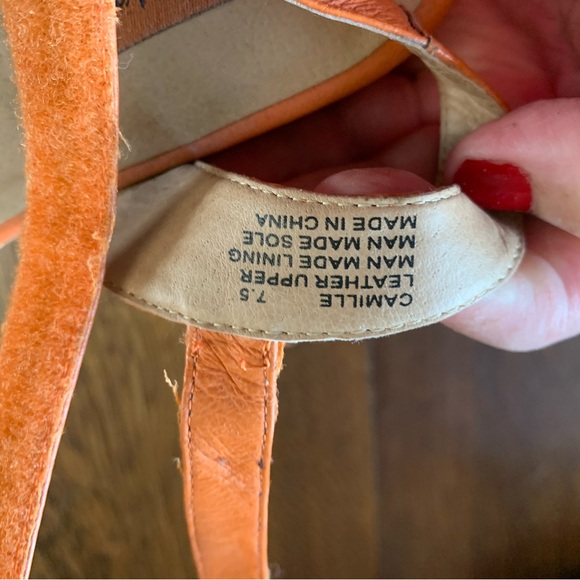 CAMILLE 7.5
LEATHER UPPER
MAN MADE LINING
MAN MADE SOLE
MADE IN CHINA